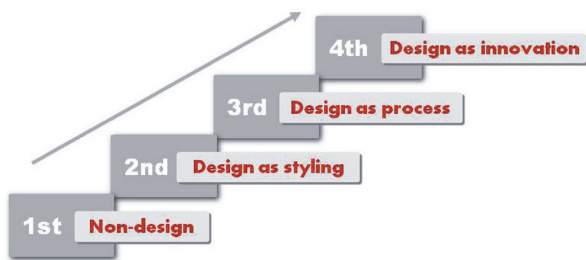 4th Design as innovation
3rd Design as process
2nd Design as styling
1st Non-design